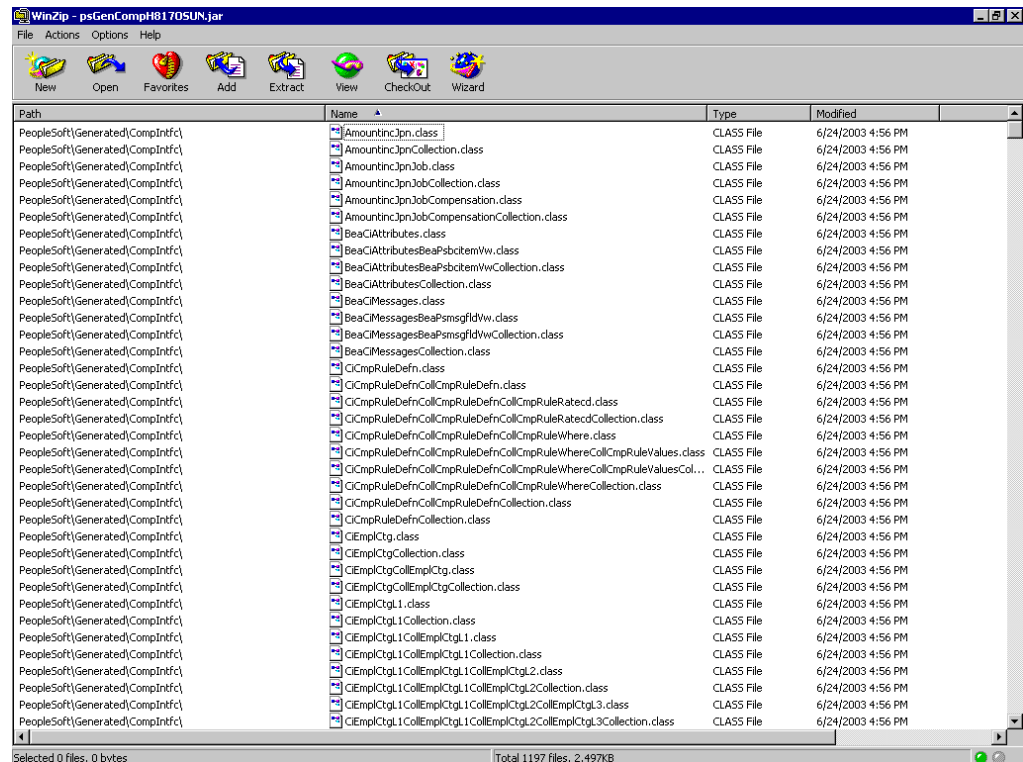 WinZip - psGenCompH817OSUN.jar
File Actions Options Help
New Open Favorites Add Extract View CheckOut Wizard
Path Name Type Modified
PeopleSoft\Generated\CompIntfc\ AmountincJpn.class CLASS File 6/24/2003 4:56 PM
PeopleSoft\Generated\CompIntfc\ AmountincJpnCollection.class CLASS File 6/24/2003 4:56 PM
PeopleSoft\Generated\CompIntfc\ AmountincJpnJob.class CLASS File 6/24/2003 4:56 PM
PeopleSoft\Generated\CompIntfc\ AmountincJpnJobCollection.class CLASS File 6/24/2003 4:56 PM
PeopleSoft\Generated\CompIntfc\ AmountincJpnJobCompensation.class CLASS File 6/24/2003 4:56 PM
PeopleSoft\Generated\CompIntfc\ AmountincJpnJobCompensationCollection.class CLASS File 6/24/2003 4:56 PM
PeopleSoft\Generated\CompIntfc\ BeaCiAttributes.class CLASS File 6/24/2003 4:56 PM
PeopleSoft\Generated\CompIntfc\ BeaCiAttributesBeaPsbcitemVw.class CLASS File 6/24/2003 4:56 PM
PeopleSoft\Generated\CompIntfc\ BeaCiAttributesBeaPsbcitemVwCollection.class CLASS File 6/24/2003 4:56 PM
PeopleSoft\Generated\CompIntfc\ BeaCiAttributesCollection.class CLASS File 6/24/2003 4:56 PM
PeopleSoft\Generated\CompIntfc\ BeaCiMessages.class CLASS File 6/24/2003 4:56 PM
PeopleSoft\Generated\CompIntfc\ BeaCiMessagesBeaPsmsgfldVw.class CLASS File 6/24/2003 4:56 PM
PeopleSoft\Generated\CompIntfc\ BeaCiMessagesBeaPsmsgfldVwCollection.class CLASS File 6/24/2003 4:56 PM
PeopleSoft\Generated\CompIntfc\ BeaCiMessagesCollection.class CLASS File 6/24/2003 4:56 PM
PeopleSoft\Generated\CompIntfc\ CiCmpRuleDefn.class CLASS File 6/24/2003 4:56 PM
PeopleSoft\Generated\CompIntfc\ CiCmpRuleDefnCollCmpRuleDefn.class CLASS File 6/24/2003 4:56 PM
PeopleSoft\Generated\CompIntfc\ CiCmpRuleDefnCollCmpRuleDefnCollCmpRuleRatecd.class CLASS File 6/24/2003 4:56 PM
PeopleSoft\Generated\CompIntfc\ CiCmpRuleDefnCollCmpRuleDefnCollCmpRuleRatecdCollection.class CLASS File 6/24/2003 4:56 PM
PeopleSoft\Generated\CompIntfc\ CiCmpRuleDefnCollCmpRuleDefnCollCmpRuleWhere.class CLASS File 6/24/2003 4:56 PM
PeopleSoft\Generated\CompIntfc\ CiCmpRuleDefnCollCmpRuleDefnCollCmpRuleWhereCollCmpRuleValues.class CLASS File 6/24/2003 4:56 PM
PeopleSoft\Generated\CompIntfc\ CiCmpRuleDefnCollCmpRuleDefnCollCmpRuleWhereCollCmpRuleValuesCol... CLASS File 6/24/2003 4:56 PM
PeopleSoft\Generated\CompIntfc\ CiCmpRuleDefnCollCmpRuleDefnCollCmpRuleWhereCollection.class CLASS File 6/24/2003 4:56 PM
PeopleSoft\Generated\CompIntfc\ CiCmpRuleDefnCollCmpRuleDefnCollection.class CLASS File 6/24/2003 4:56 PM
PeopleSoft\Generated\CompIntfc\ CiCmpRuleDefnCollection.class CLASS File 6/24/2003 4:56 PM
PeopleSoft\Generated\CompIntfc\ CiEmplCtg.class CLASS File 6/24/2003 4:56 PM
PeopleSoft\Generated\CompIntfc\ CiEmplCtgCollection.class CLASS File 6/24/2003 4:56 PM
PeopleSoft\Generated\CompIntfc\ CiEmplCtgCollEmplCtg.class CLASS File 6/24/2003 4:56 PM
PeopleSoft\Generated\CompIntfc\ CiEmplCtgCollEmplCtgCollection.class CLASS File 6/24/2003 4:56 PM
PeopleSoft\Generated\CompIntfc\ CiEmplCtgL1.class CLASS File 6/24/2003 4:56 PM
PeopleSoft\Generated\CompIntfc\ CiEmplCtgL1Collection.class CLASS File 6/24/2003 4:56 PM
PeopleSoft\Generated\CompIntfc\ CiEmplCtgL1CollEmplCtgL1.class CLASS File 6/24/2003 4:56 PM
PeopleSoft\Generated\CompIntfc\ CiEmplCtgL1CollEmplCtgL1Collection.class CLASS File 6/24/2003 4:56 PM
PeopleSoft\Generated\CompIntfc\ CiEmplCtgL1CollEmplCtgL1CollEmplCtgL2.class CLASS File 6/24/2003 4:56 PM
PeopleSoft\Generated\CompIntfc\ CiEmplCtgL1CollEmplCtgL1CollEmplCtgL2Collection.class CLASS File 6/24/2003 4:56 PM
PeopleSoft\Generated\CompIntfc\ CiEmplCtgL1CollEmplCtgL1CollEmplCtgL2CollEmplCtgL3.class CLASS File 6/24/2003 4:56 PM
PeopleSoft\Generated\CompIntfc\ CiEmplCtgL1CollEmplCtgL1CollEmplCtgL2CollEmplCtgL3Collection.class CLASS File 6/24/2003 4:56 PM
Selected 0 files, 0 bytes Total 1197 files, 2,497KB